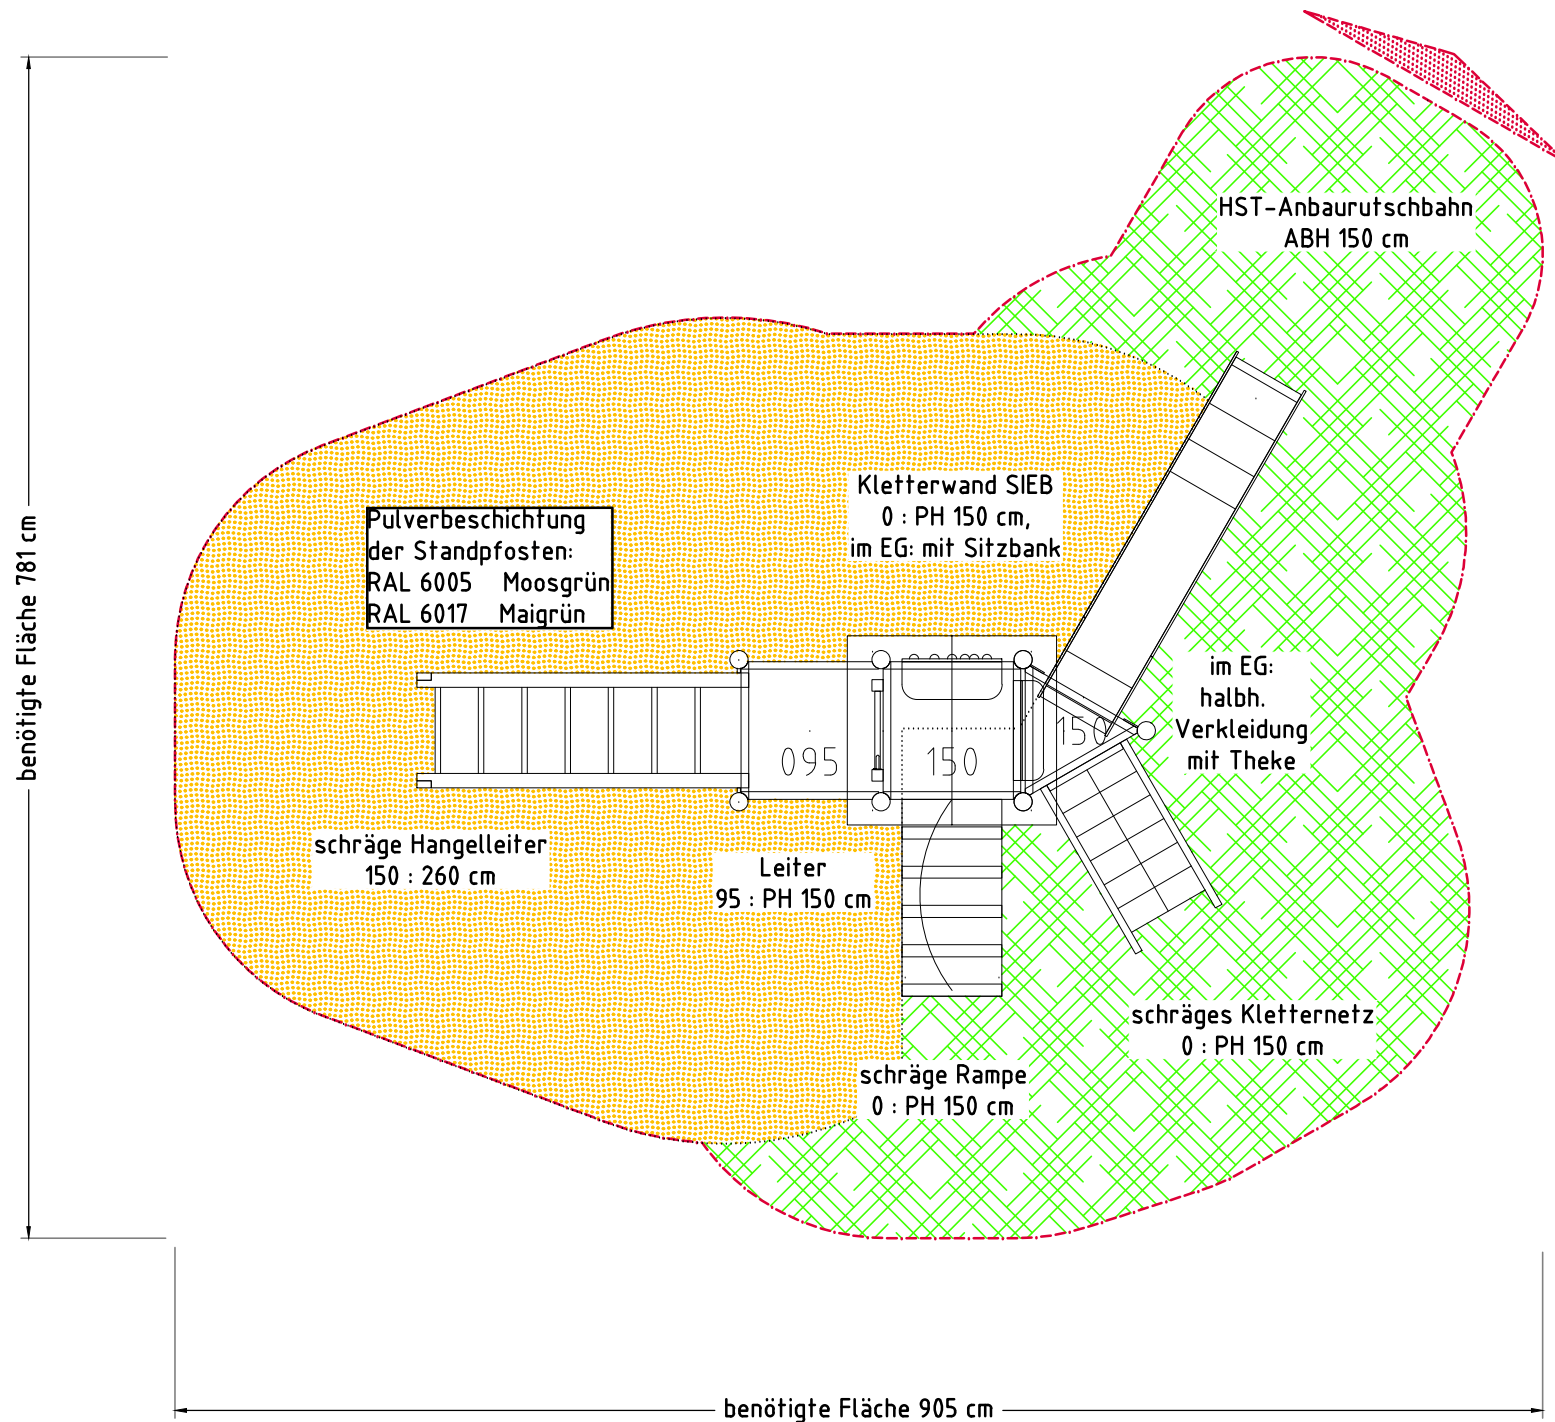 HST-Anbaurutschbahn
ABH 150 cm
Kletterwand SIEB
0 : PH 150 cm,
im EG: mit Sitzbank
Pulverbeschichtung
der Standpfosten:
RAL 6005 Moosgrün
RAL 6017 Maigrün
benötigte Fläche 781 cm
im EG:
halbh.
Verkleidung
mit Theke
095
150
150
schräge Hangelleiter
150 : 260 cm
Leiter
95 : PH 150 cm
schräges Kletternetz
0 : PH 150 cm
schräge Rampe
0 : PH 150 cm
benötigte Fläche 905 cm